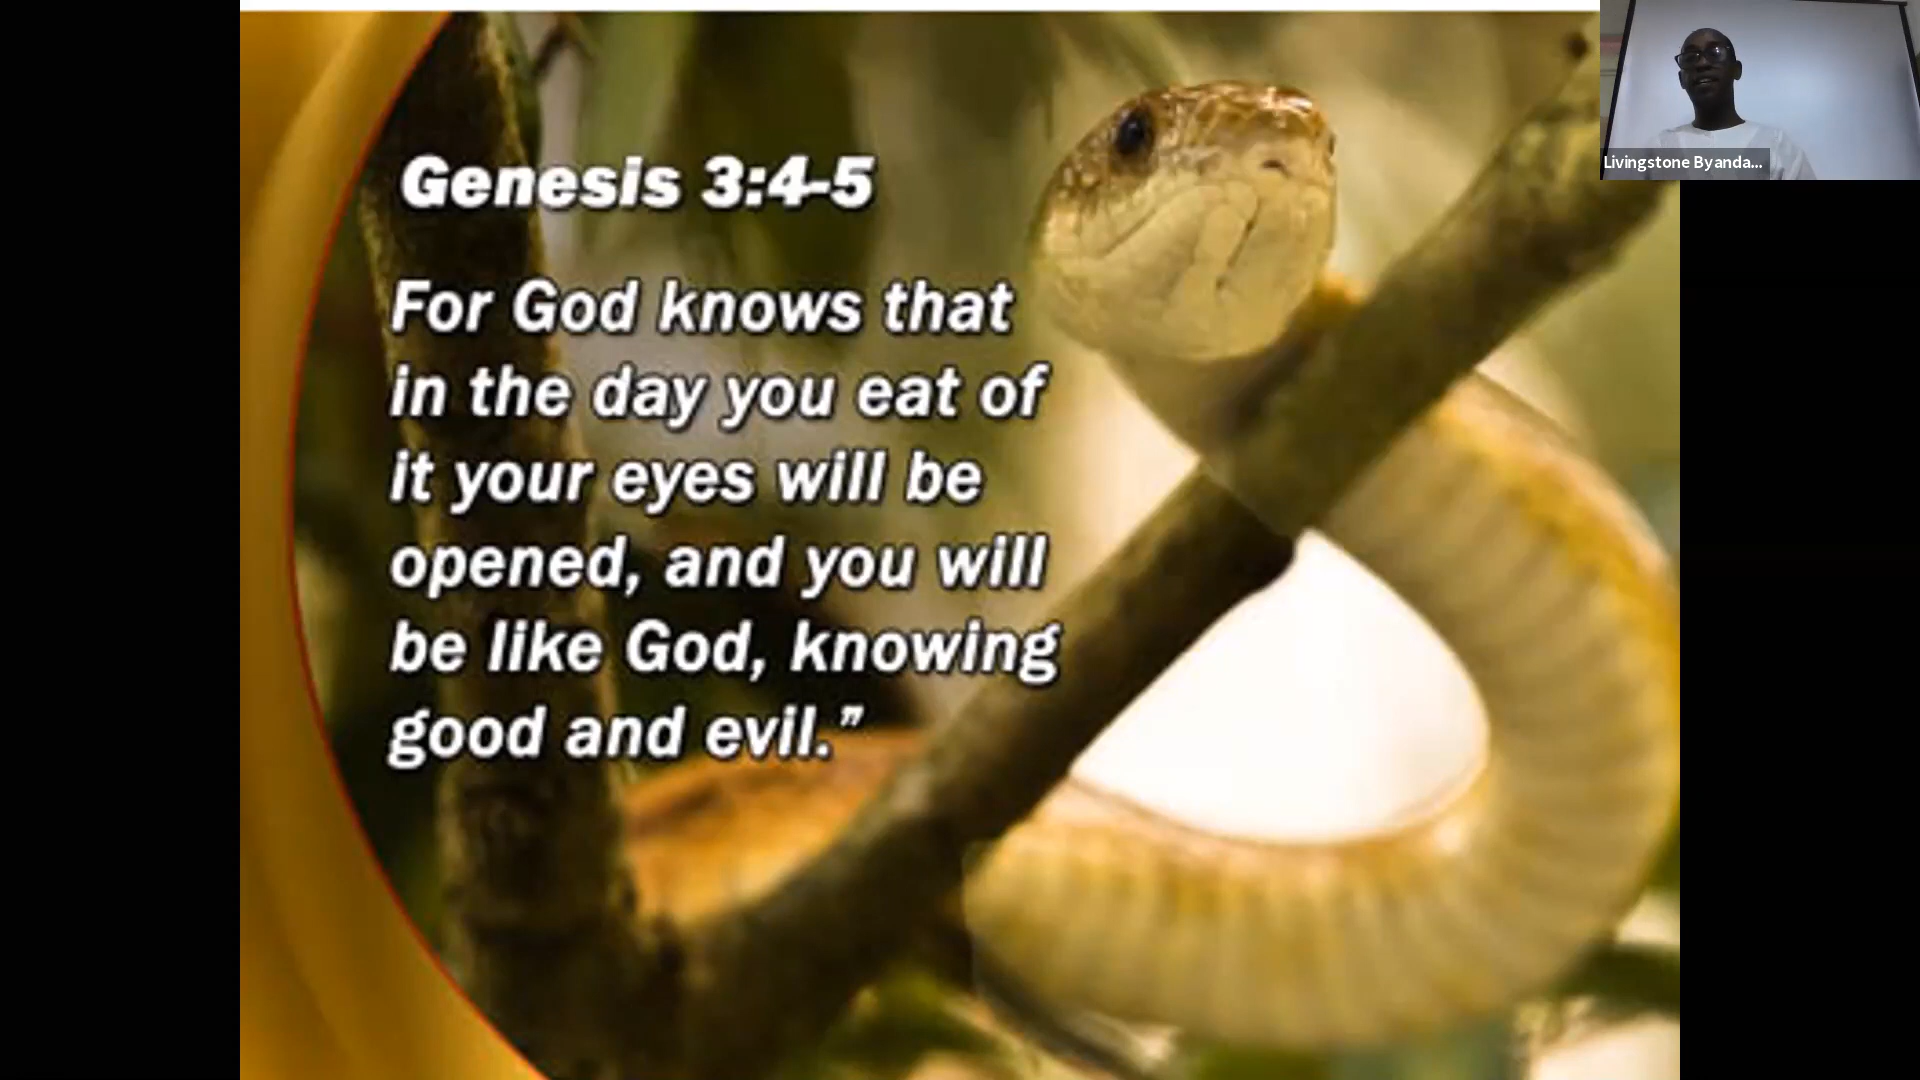 Genesis 3:4-5
For God knows that
in the day you eat of
it your eyes will be
opened, and you will
be like God, knowing
good and evil.”
Livingstone Byanda...